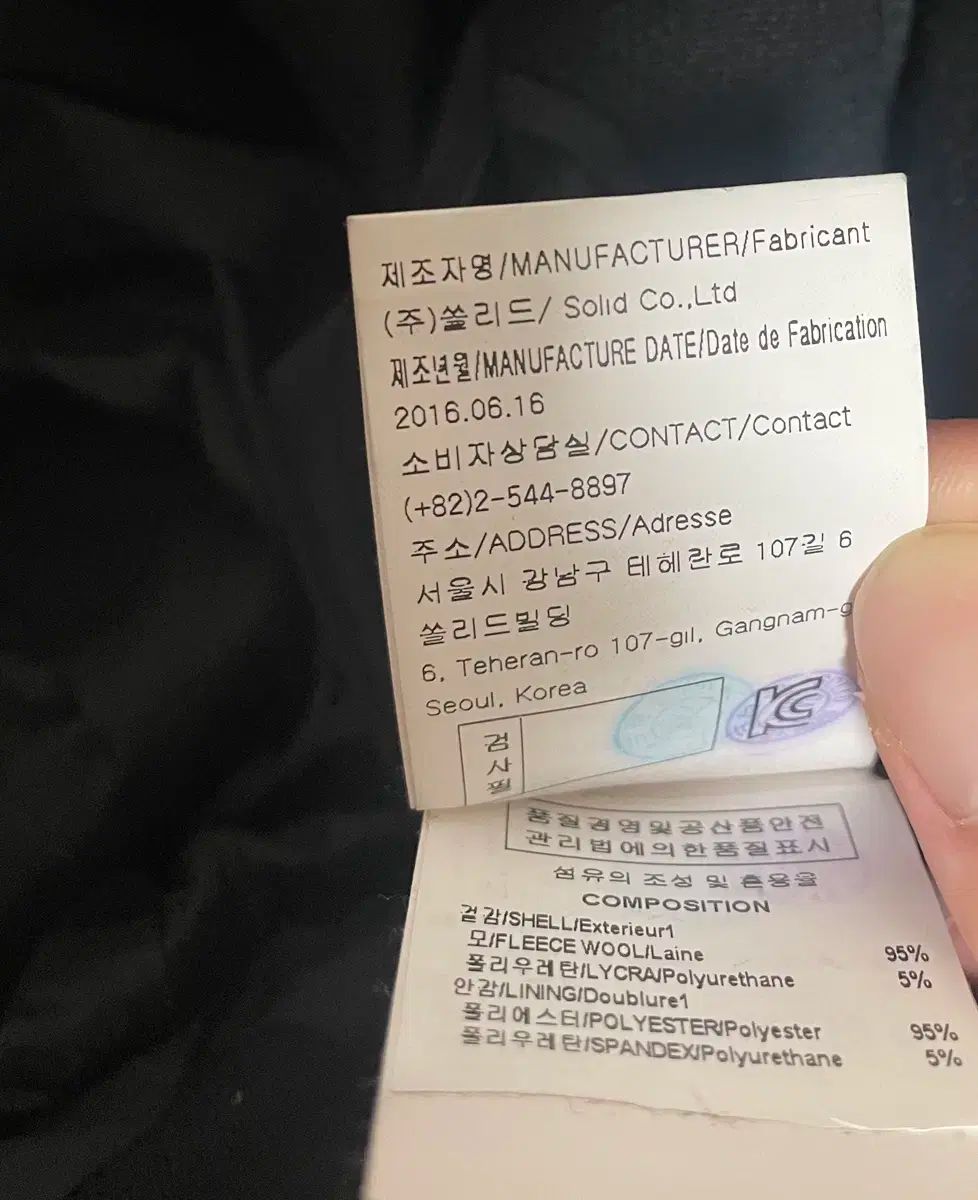 제조자명/MANUFACTURER/Fabricant
(주)쏠리드/ Solid Co.,Ltd
제조년월/MANUFACTURE DATE/Date de Fabrication
2016.06.16
소비자상담실/CONTACT/Contact
(+82)2-544-8897
주소/ADDRESS/Adresse
서울시 강남구 테헤란로 107길 6
쏠리드빌딩
6, Teheran-ro 107-gil, Gangnam-g
Seoul, Korea
검사필
품질경영및공산품안전
관리법에의한품질표시
섬유의 조성 및 혼용율
COMPOSITION
겉감/SHELL/Exterieur1
모/FLEECE WOOL/Laine 95%
폴리우레탄/LYCRA/Polyurethane 5%
안감/LINING/Doublure1
폴리에스터/POLYESTER/Polyester 95%
폴리우레탄/SPANDEX/Polyurethane 5%